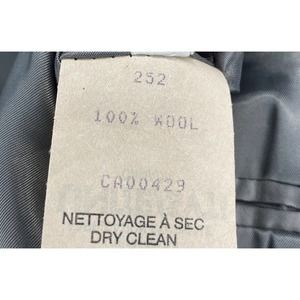 252
100% WOOL
CA00429
NETTOYAGE À SEC
DRY CLEAN